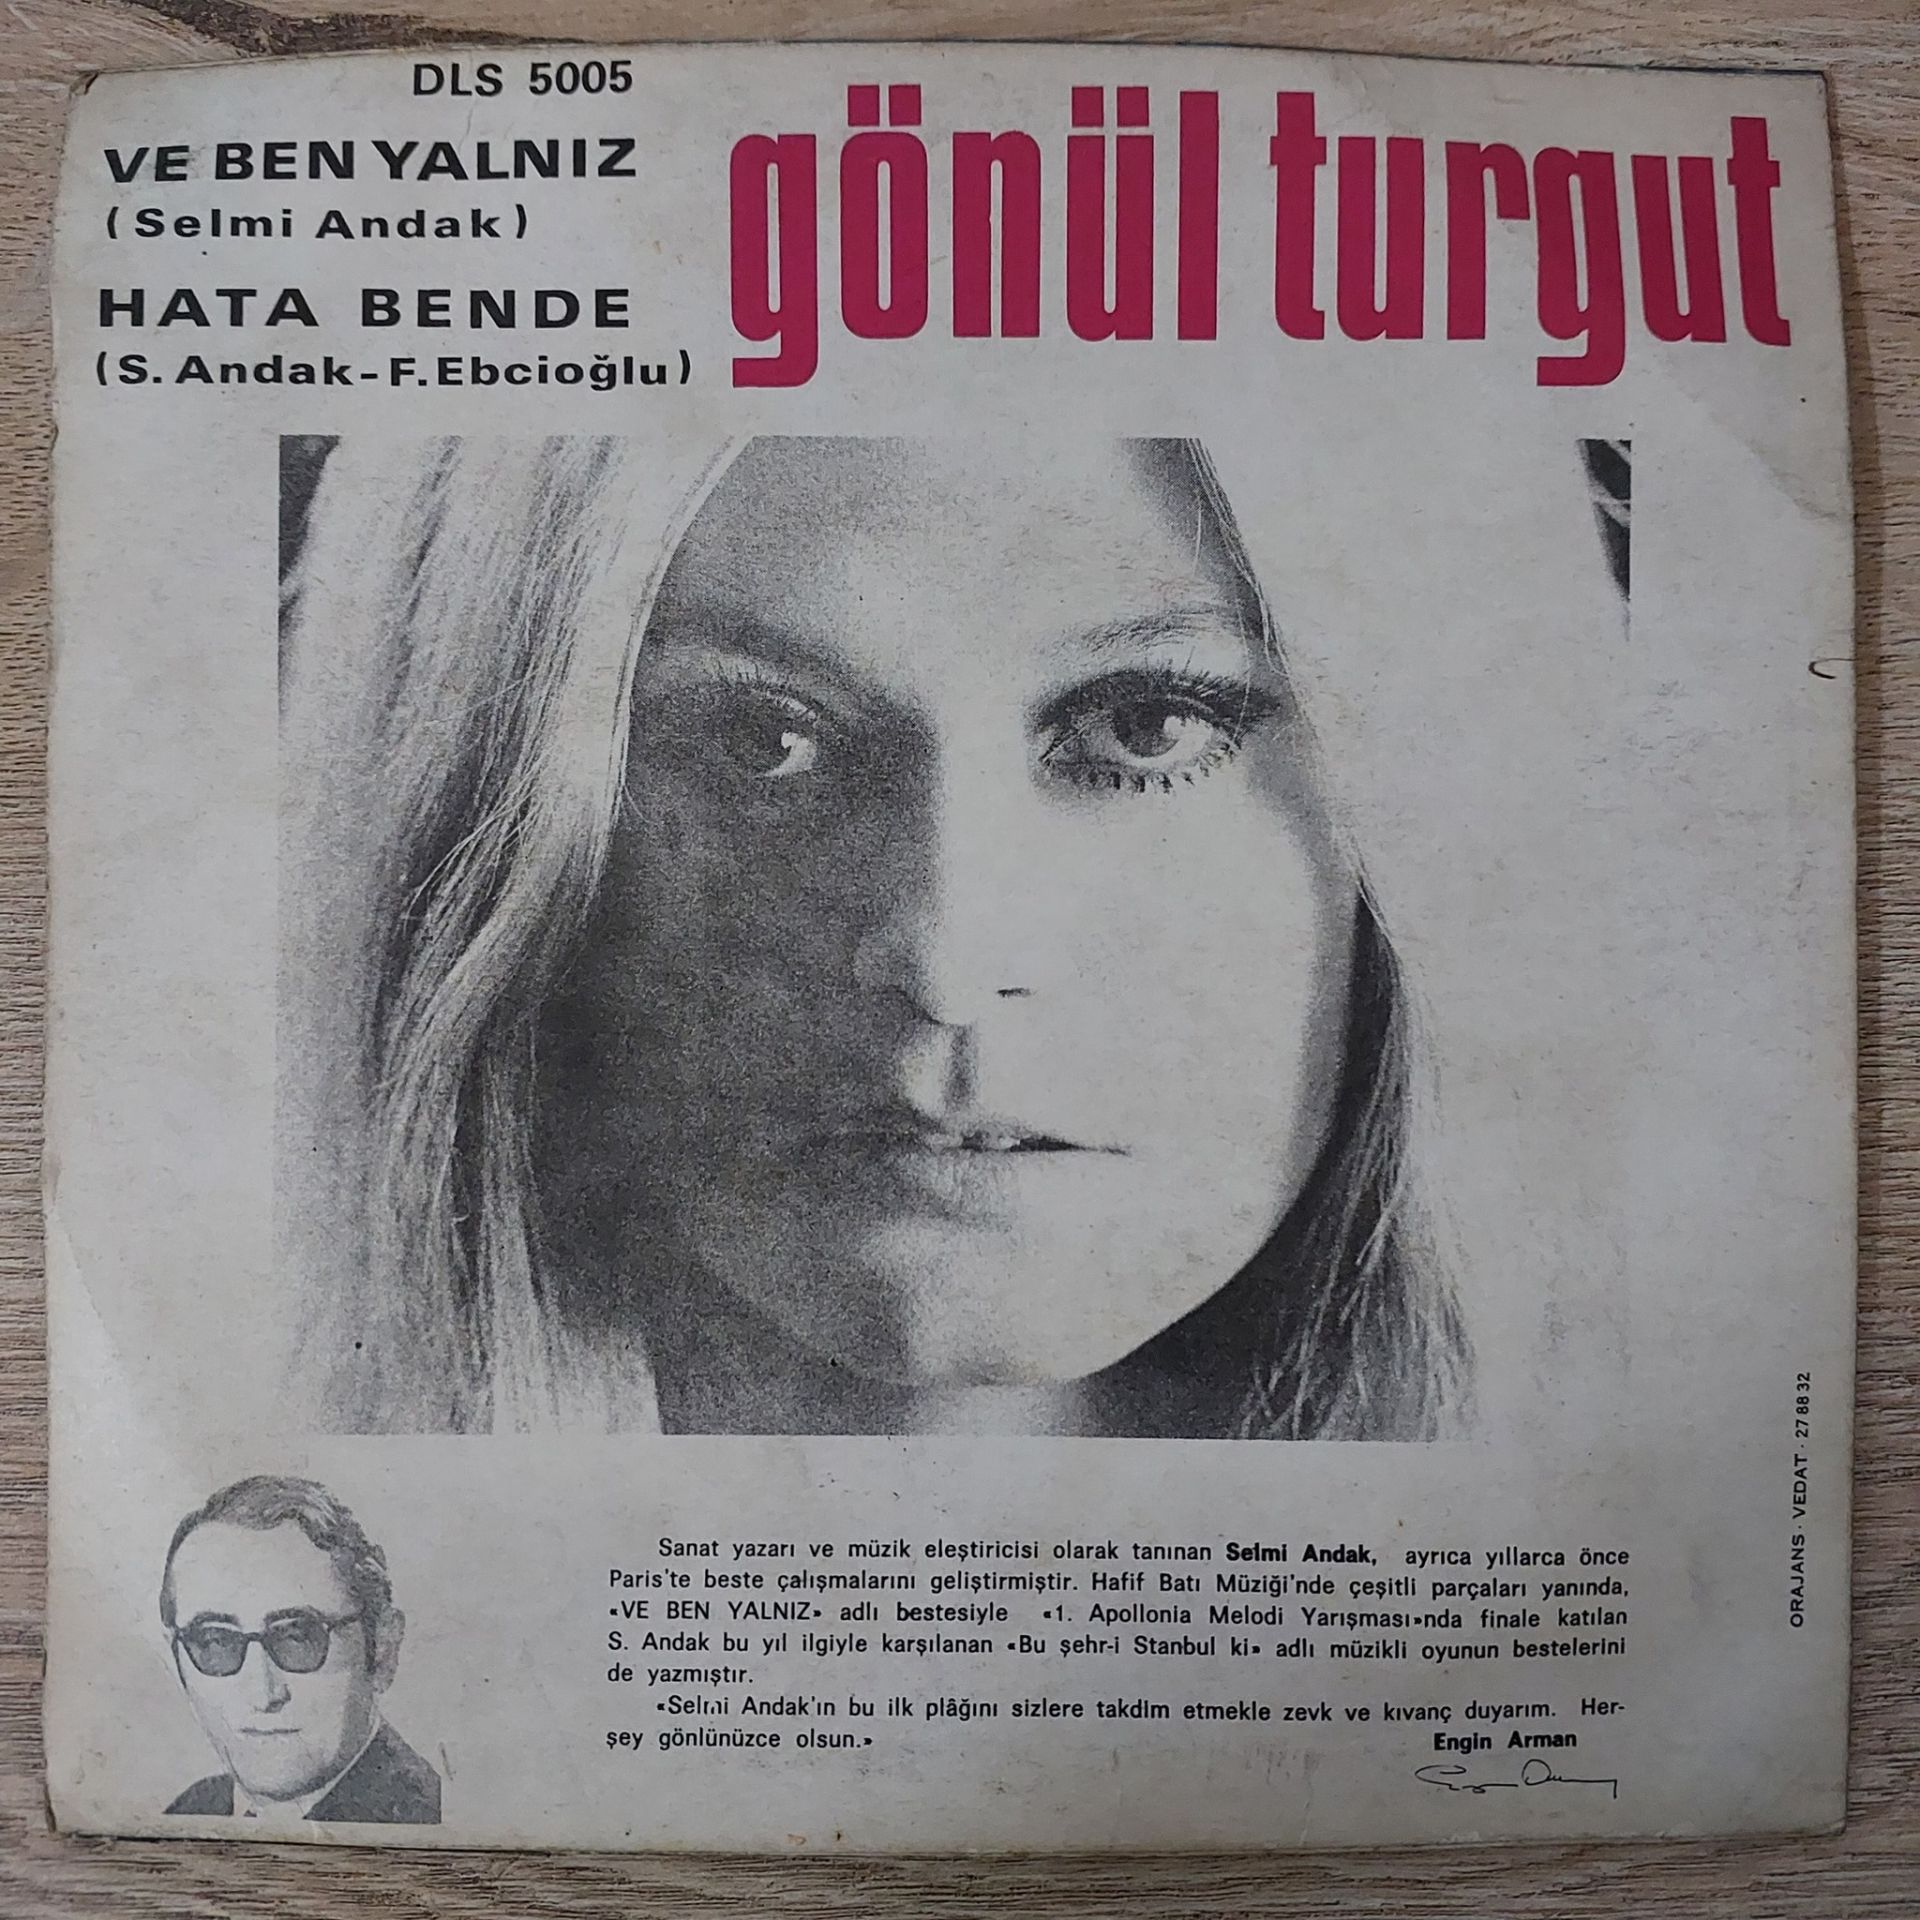 DLS 5005
VE BEN YALNIZ
(Selmi Andak)
HATA BENDE
(S. Andak-F. Ebcioğlu)
gönül turgut
Sanat yazarı ve müzik eleştiricisi olarak tanınan Selmi Andak, ayrıca yıllarca önce
Paris'te beste çalışmalarını geliştirmiştir. Hafif Batı Müziği'nde çeşitli parçaları yanında,
«VE BEN YALNIZ» adlı bestesiyle «1. Apollonia Melodi Yarışması»nda finale katılan
S. Andak bu yıl ilgiyle karşılanan «Bu şehr-i Stanbul ki» adlı müzikli oyunun bestelerini
de yazmıştır.
«Selmi Andak'ın bu ilk plâğını sizlere takdim etmekle zevk ve kıvanç duyarım. Her-
şey gönlünüzce olsun.»
Engin Arman
ORAJANS · VEDAT · 27 88 32